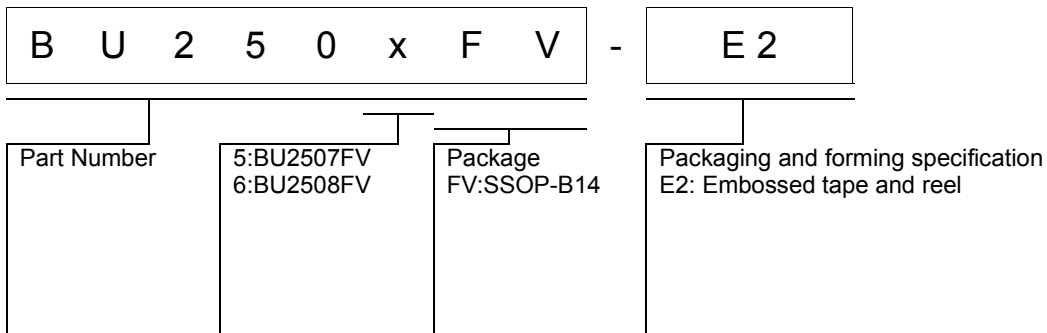 B U 2 5 0 x F V - E 2
Part Number
5:BU2507FV
6:BU2508FV
Package
FV:SSOP-B14
Packaging and forming specification
E2: Embossed tape and reel